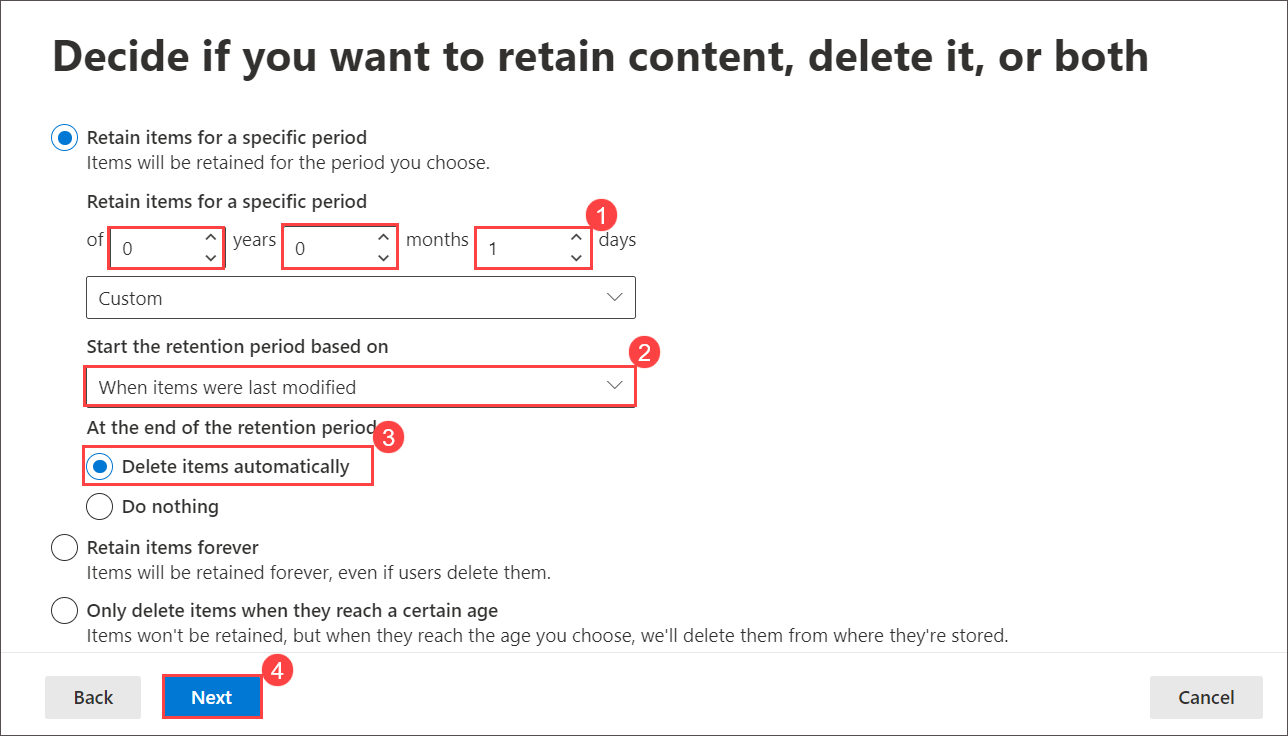 Decide if you want to retain content, delete it, or both
Retain items for a specific period
Items will be retained for the period you choose.
Retain items for a specific period
1
of 0 years 0 months 1 days
Custom
Start the retention period based on
2
When items were last modified
At the end of the retention period
3
Delete items automatically
Do nothing
Retain items forever
Items will be retained forever, even if users delete them.
Only delete items when they reach a certain age
Items won't be retained, but when they reach the age you choose, we'll delete them from where they're stored.
4
Back Next Cancel